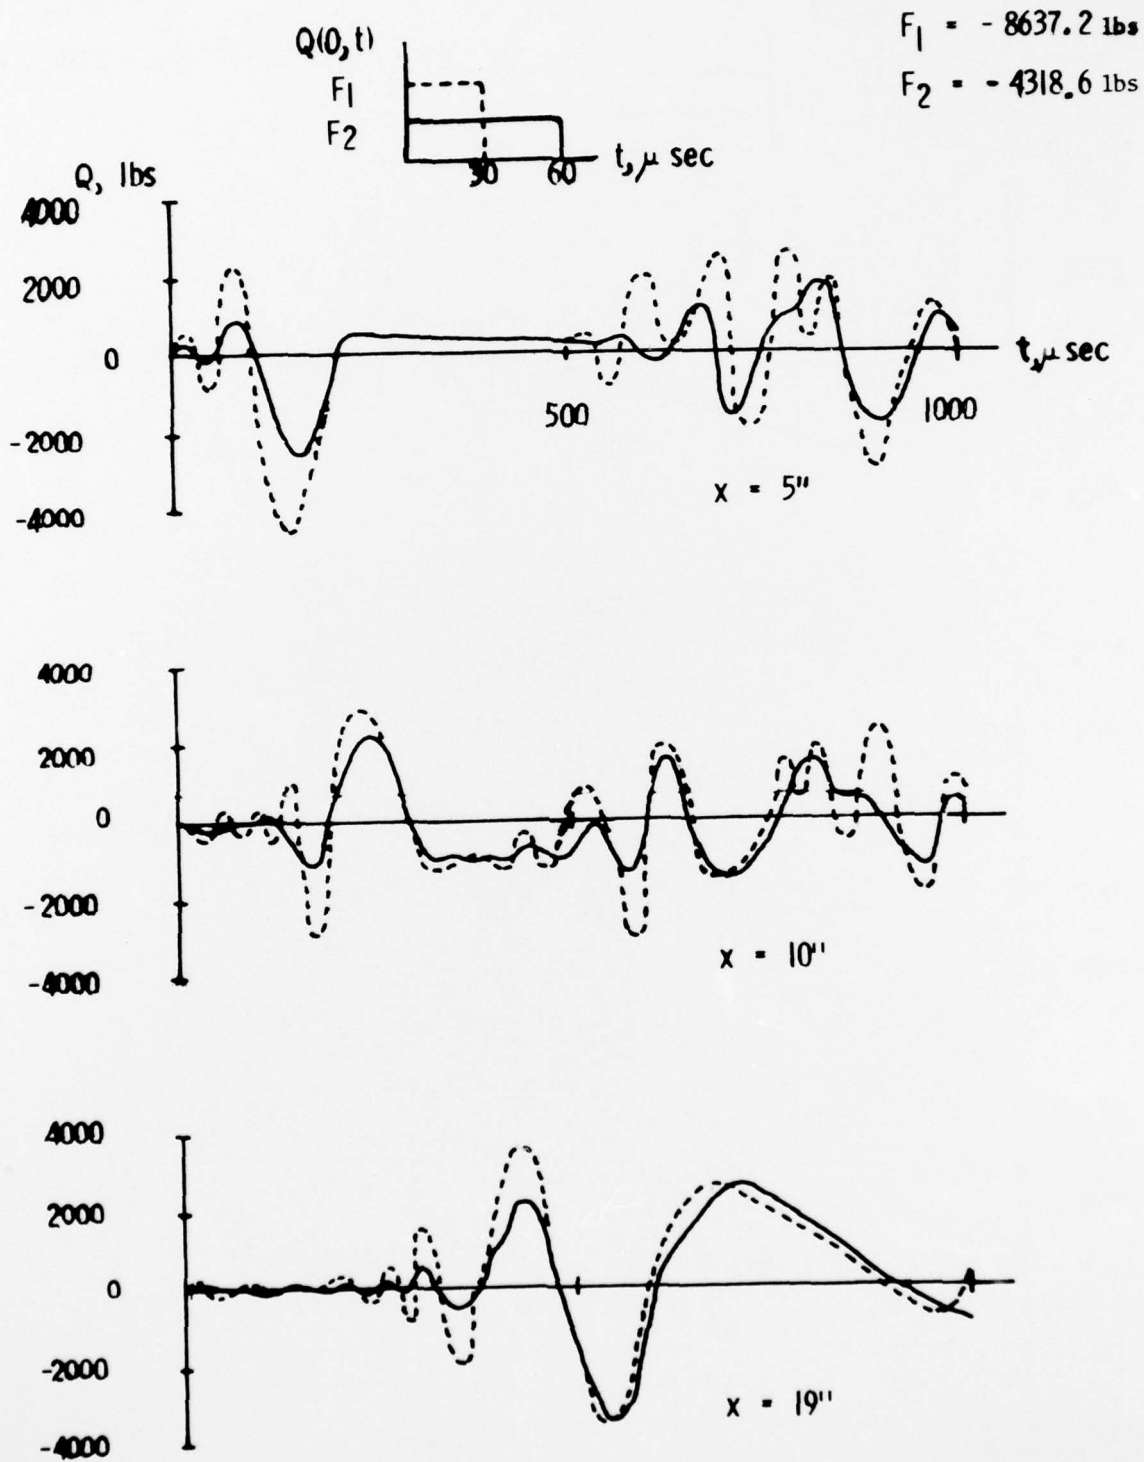 F1 = - 8637.2 lbs
F2 = - 4318.6 lbs
Q(0,t)
F1
F2
30 60 t, μ sec
Q, lbs
4000
2000
0
-2000
-4000
500
1000
t, μ sec
x = 5"
4000
2000
0
-2000
-4000
x = 10"
4000
2000
0
-2000
-4000
x = 19"